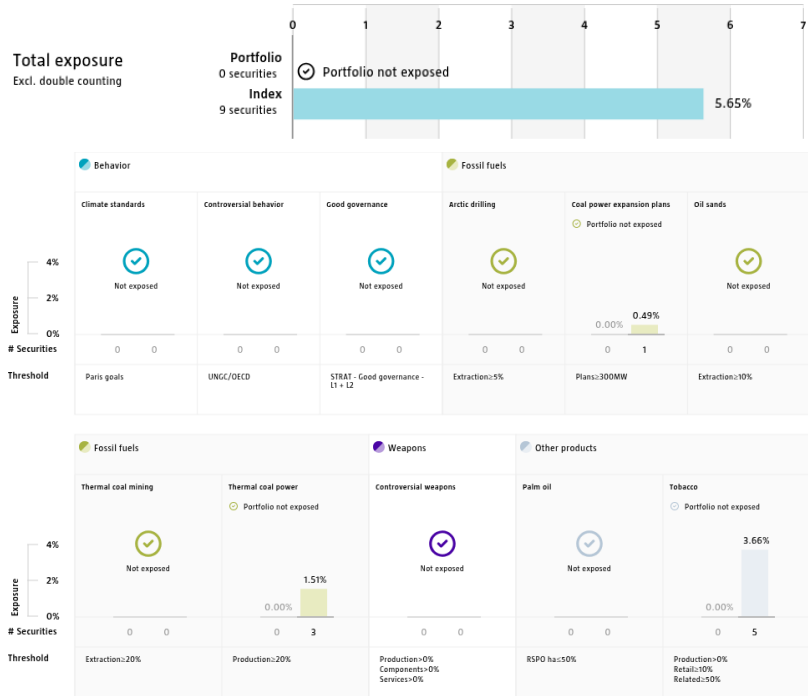 0 1 2 3 4 5 6 7
Total exposure
Excl. double counting
Portfolio
0 securities
Portfolio not exposed
Index
9 securities
5.65%
Behavior
Fossil fuels
Climate standards
Controversial behavior
Good governance
Arctic drilling
Coal power expansion plans
Oil sands
Portfolio not exposed
Not exposed
Not exposed
Not exposed
Not exposed
Not exposed
Exposure
4%
2%
0%
0.00%
0.49%
# Securities
0 0 0 0 0 0 0 0 0 1 0 0
Threshold
Paris goals
UNGC/OECD
STRAT - Good governance -
L1 + L2
Extraction≥5%
Plans≥300MW
Extraction≥10%
Fossil fuels
Weapons
Other products
Thermal coal mining
Thermal coal power
Controversial weapons
Palm oil
Tobacco
Portfolio not exposed
Portfolio not exposed
Not exposed
Not exposed
Not exposed
Exposure
4%
2%
0%
0.00%
1.51%
0.00%
3.66%
# Securities
0 0 0 3 0 0 0 0 0 5
Threshold
Extraction≥20%
Production≥20%
Production>0%
Components>0%
Services>0%
RSPO ha≤50%
Production>0%
Retail≥10%
Related≥50%